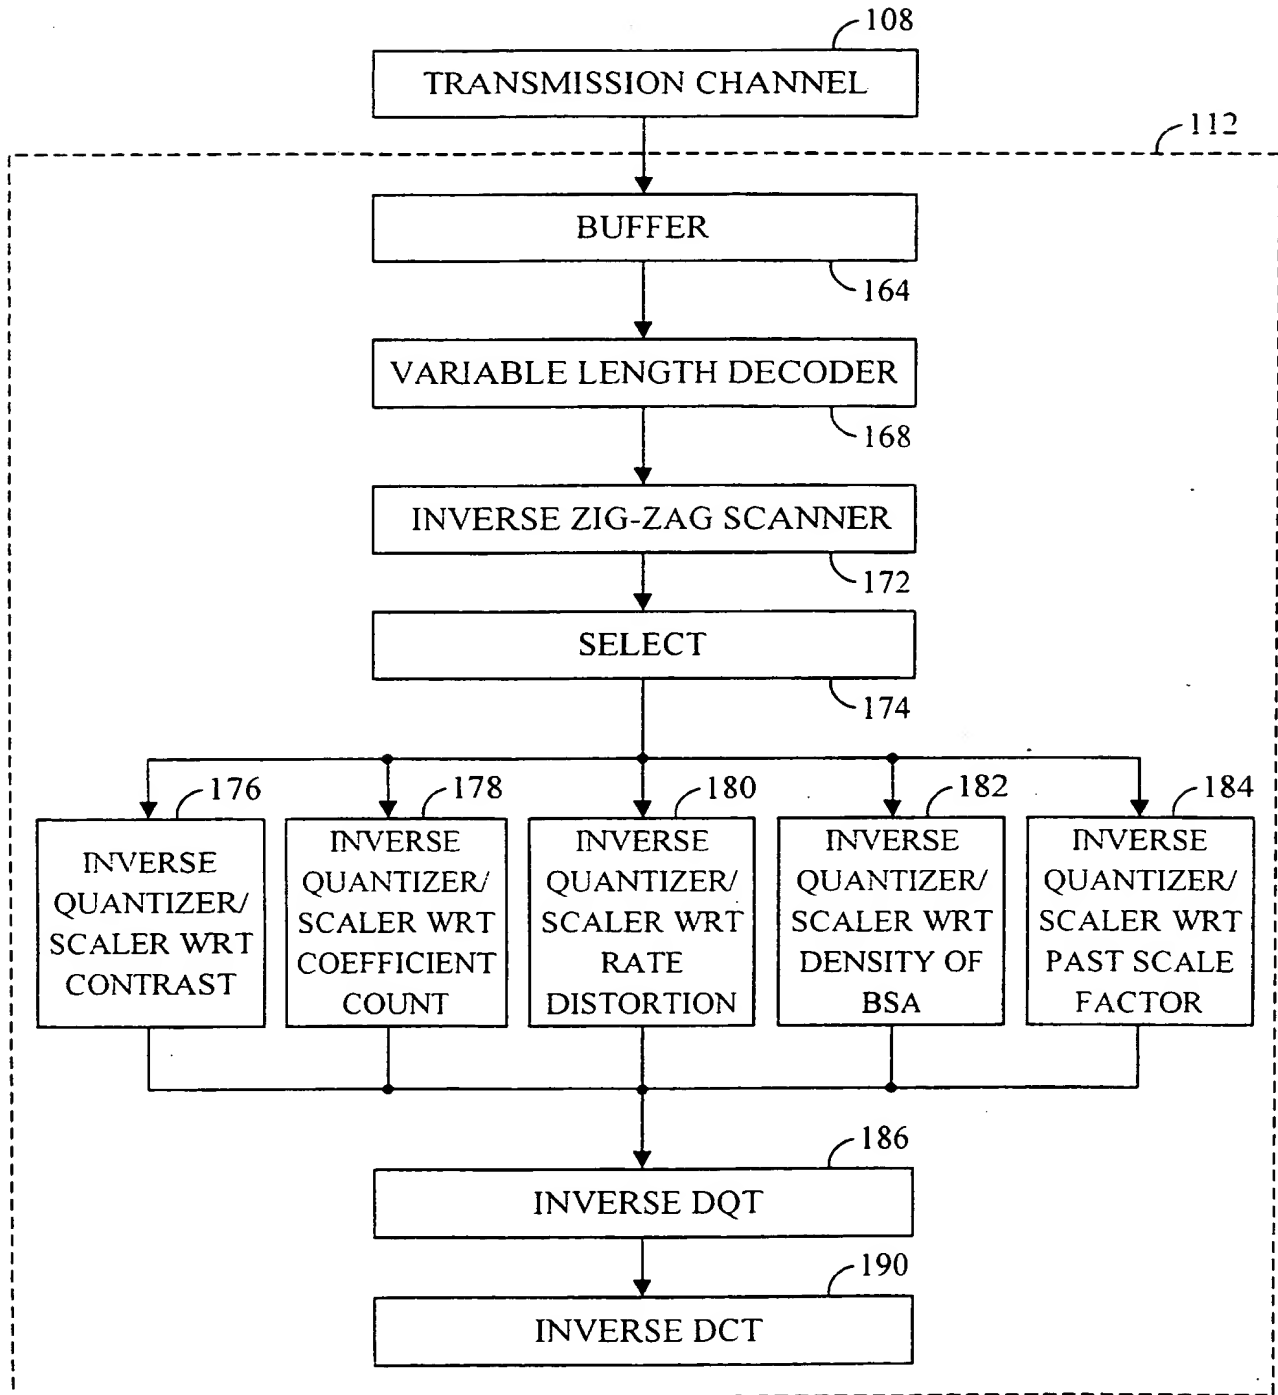 108
TRANSMISSION CHANNEL
112
BUFFER
164
VARIABLE LENGTH DECODER
168
INVERSE ZIG-ZAG SCANNER
172
SELECT
174
176
INVERSE
QUANTIZER/
SCALER WRT
CONTRAST
178
INVERSE
QUANTIZER/
SCALER WRT
COEFFICIENT
COUNT
180
INVERSE
QUANTIZER/
SCALER WRT
RATE
DISTORTION
182
INVERSE
QUANTIZER/
SCALER WRT
DENSITY OF
BSA
184
INVERSE
QUANTIZER/
SCALER WRT
PAST SCALE
FACTOR
186
INVERSE DQT
190
INVERSE DCT